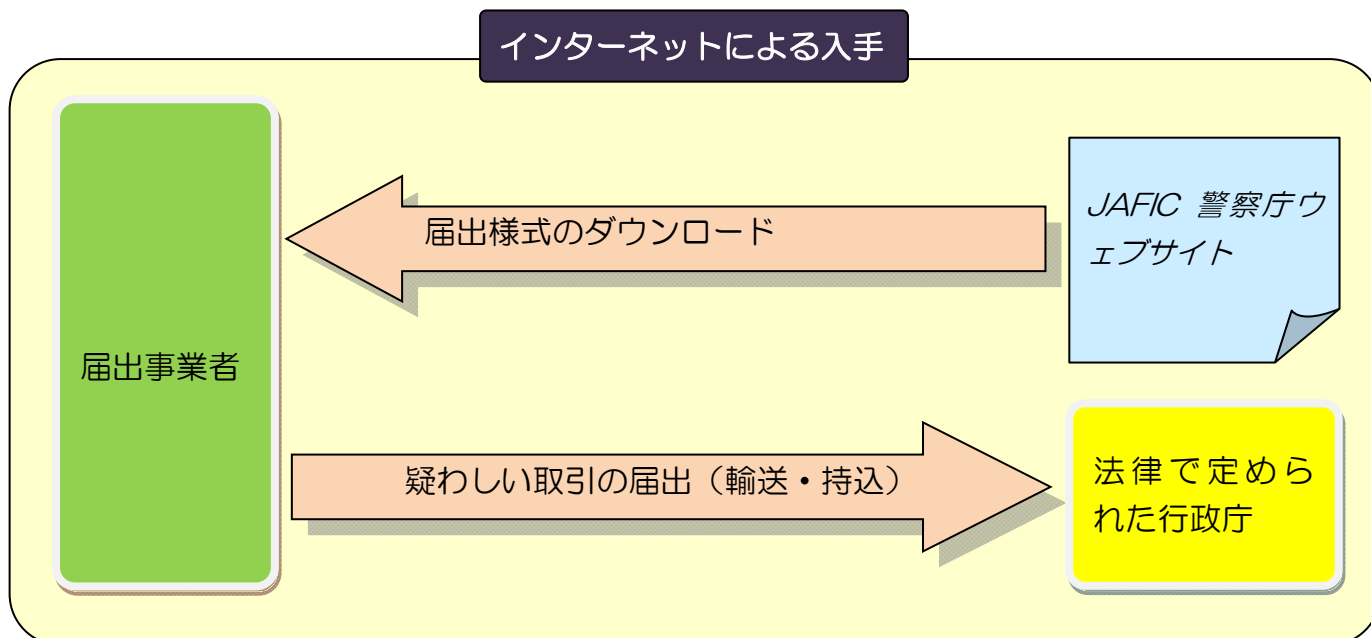 インターネットによる入手
届出様式のダウンロード
JAFIC 警察庁ウ
ェブサイト
届出事業者
疑わしい取引の届出（輸送・持込）
法律で定めら
れた行政庁